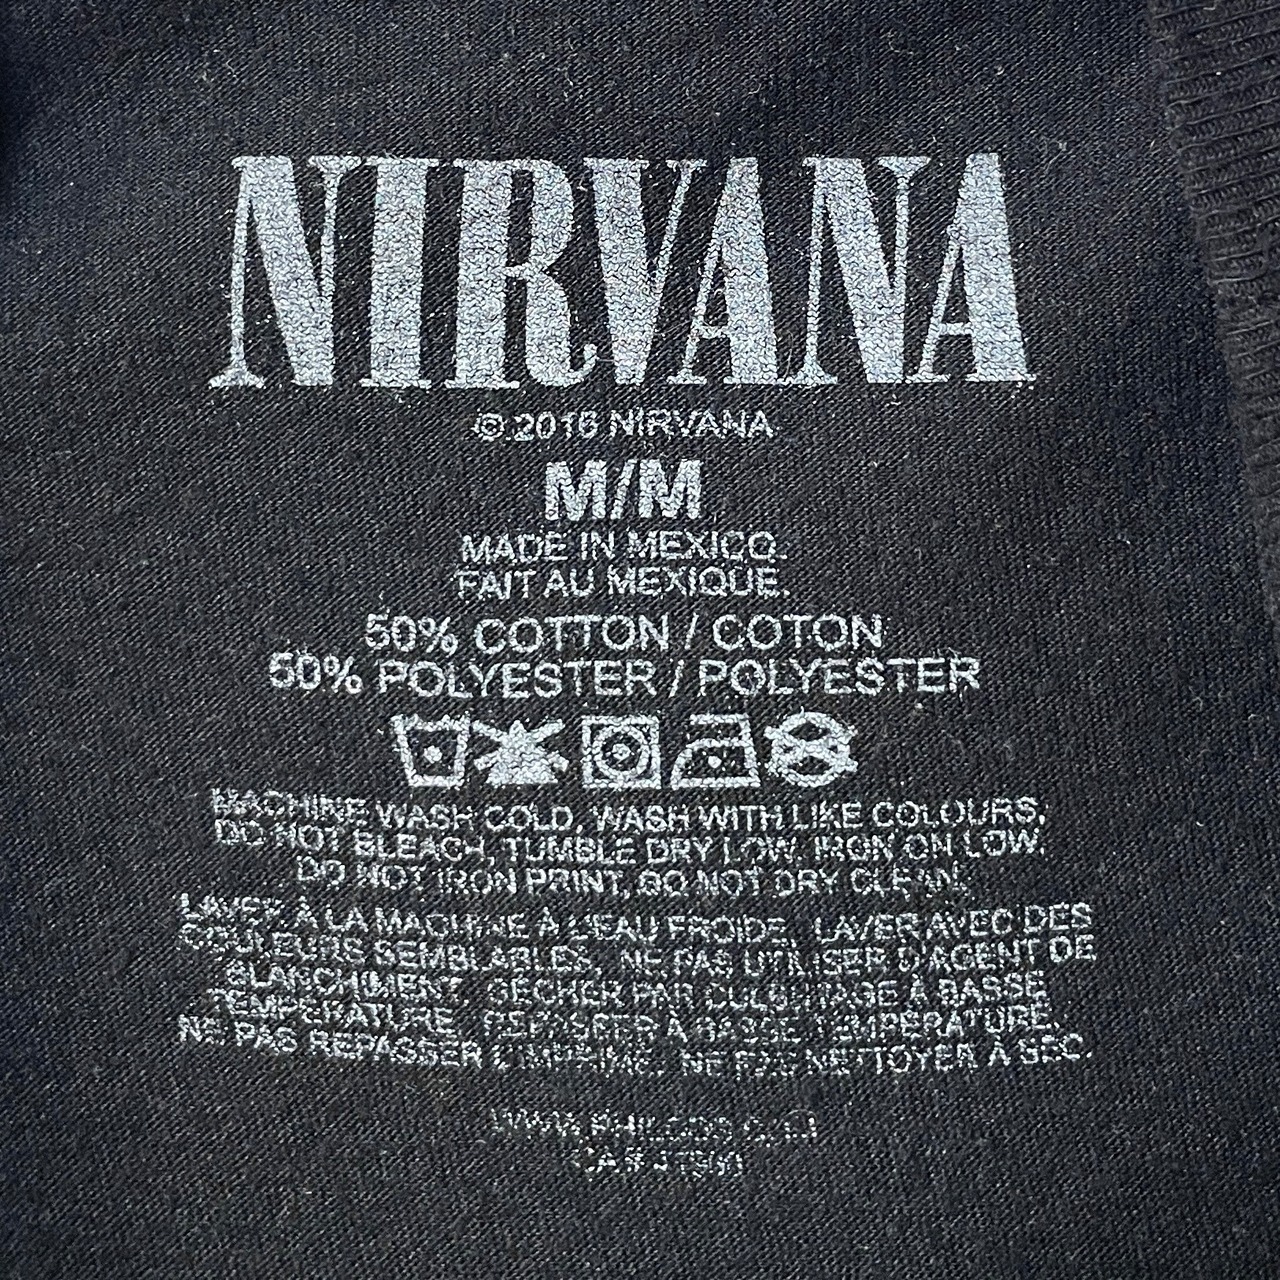 NIRVANA
© 2016 NIRVANA
M/M
MADE IN MEXICO.
FAIT AU MEXIQUE.
50% COTTON / COTON
50% POLYESTER / POLYESTER
MACHINE WASH COLD, WASH WITH LIKE COLOURS,
DO NOT BLEACH, TUMBLE DRY LOW, IRON ON LOW.
DO NOT IRON PRINT, DO NOT DRY CLEAN.
LAVER À LA MACHINE À L'EAU FROIDE, LAVER AVEC DES
COULEURS SEMBLABLES, NE PAS UTILISER D'AGENT DE
BLANCHIMENT, SÉCHER PAR CULBUTAGE À BASSE
TEMPÉRATURE, REPASSER À BASSE TEMPÉRATURE,
NE PAS REPASSER L'IMPRIMÉ, NE PAS NETTOYER À SEC.
CA#